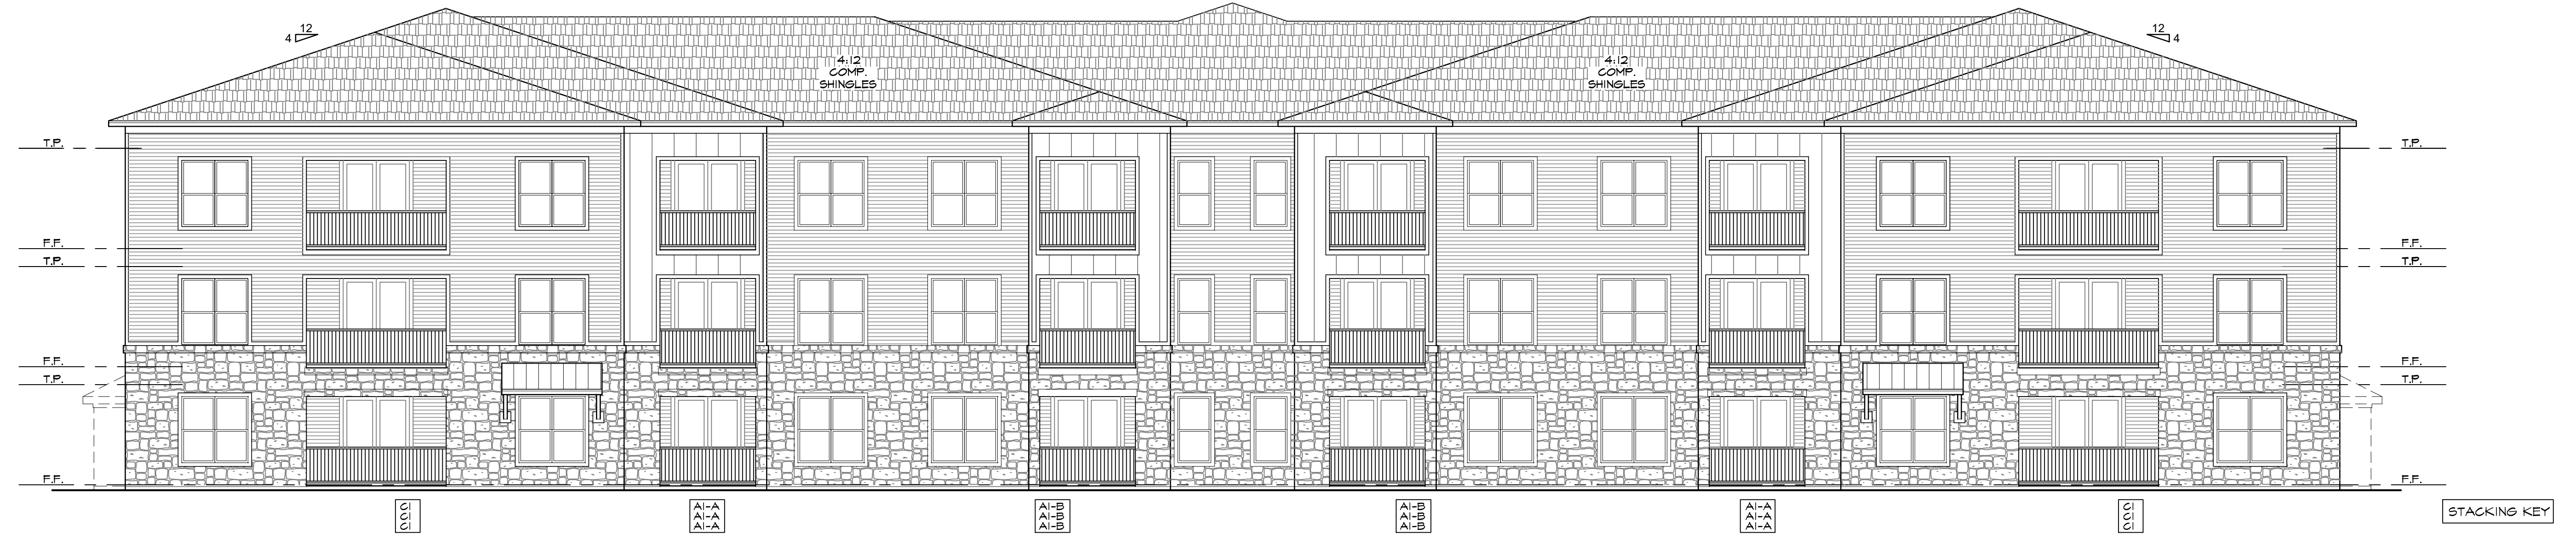 12
4
12
4
4:12
COMP.
SHINGLES
4:12
COMP.
SHINGLES
T.P.
T.P.
F.F.
F.F.
T.P.
T.P.
F.F.
F.F.
T.P.
T.P.
F.F.
F.F.
C1
C1
C1
A1-A
A1-A
A1-A
A1-B
A1-B
A1-B
A1-B
A1-B
A1-B
A1-A
A1-A
A1-A
C1
C1
C1
STACKING KEY